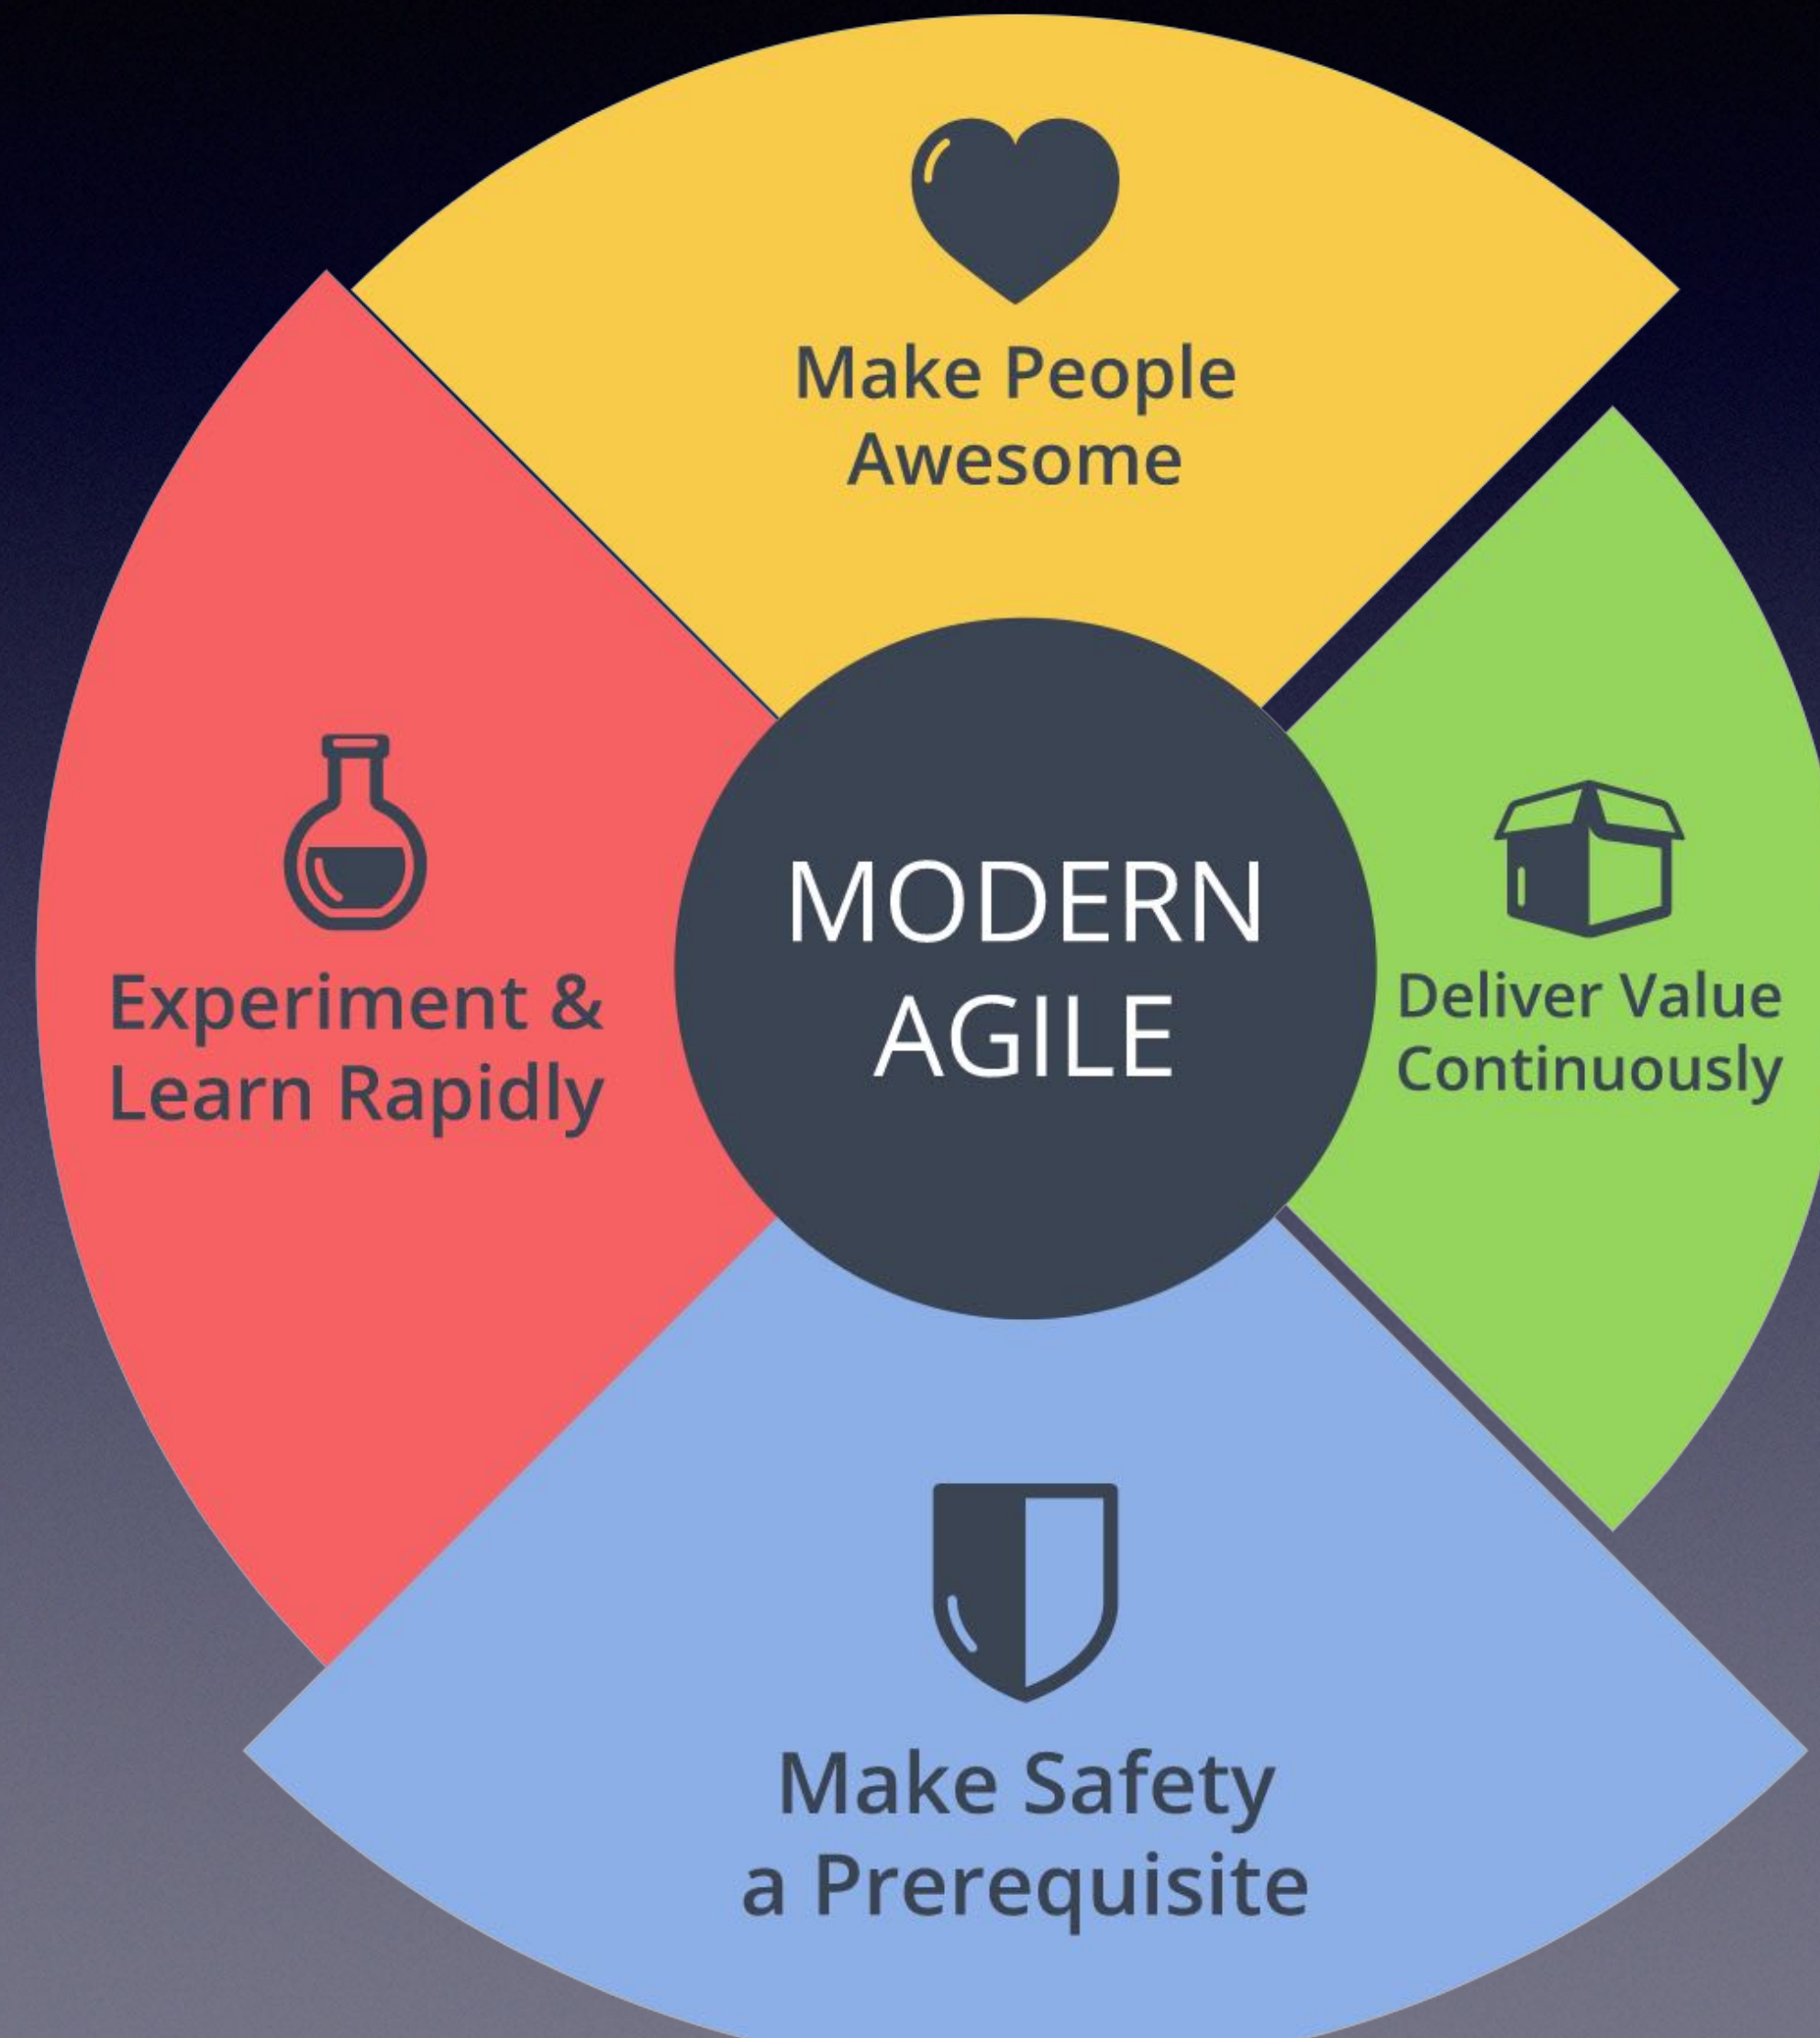 Make People
Awesome
Experiment &
Learn Rapidly
MODERN
AGILE
Deliver Value
Continuously
Make Safety
a Prerequisite